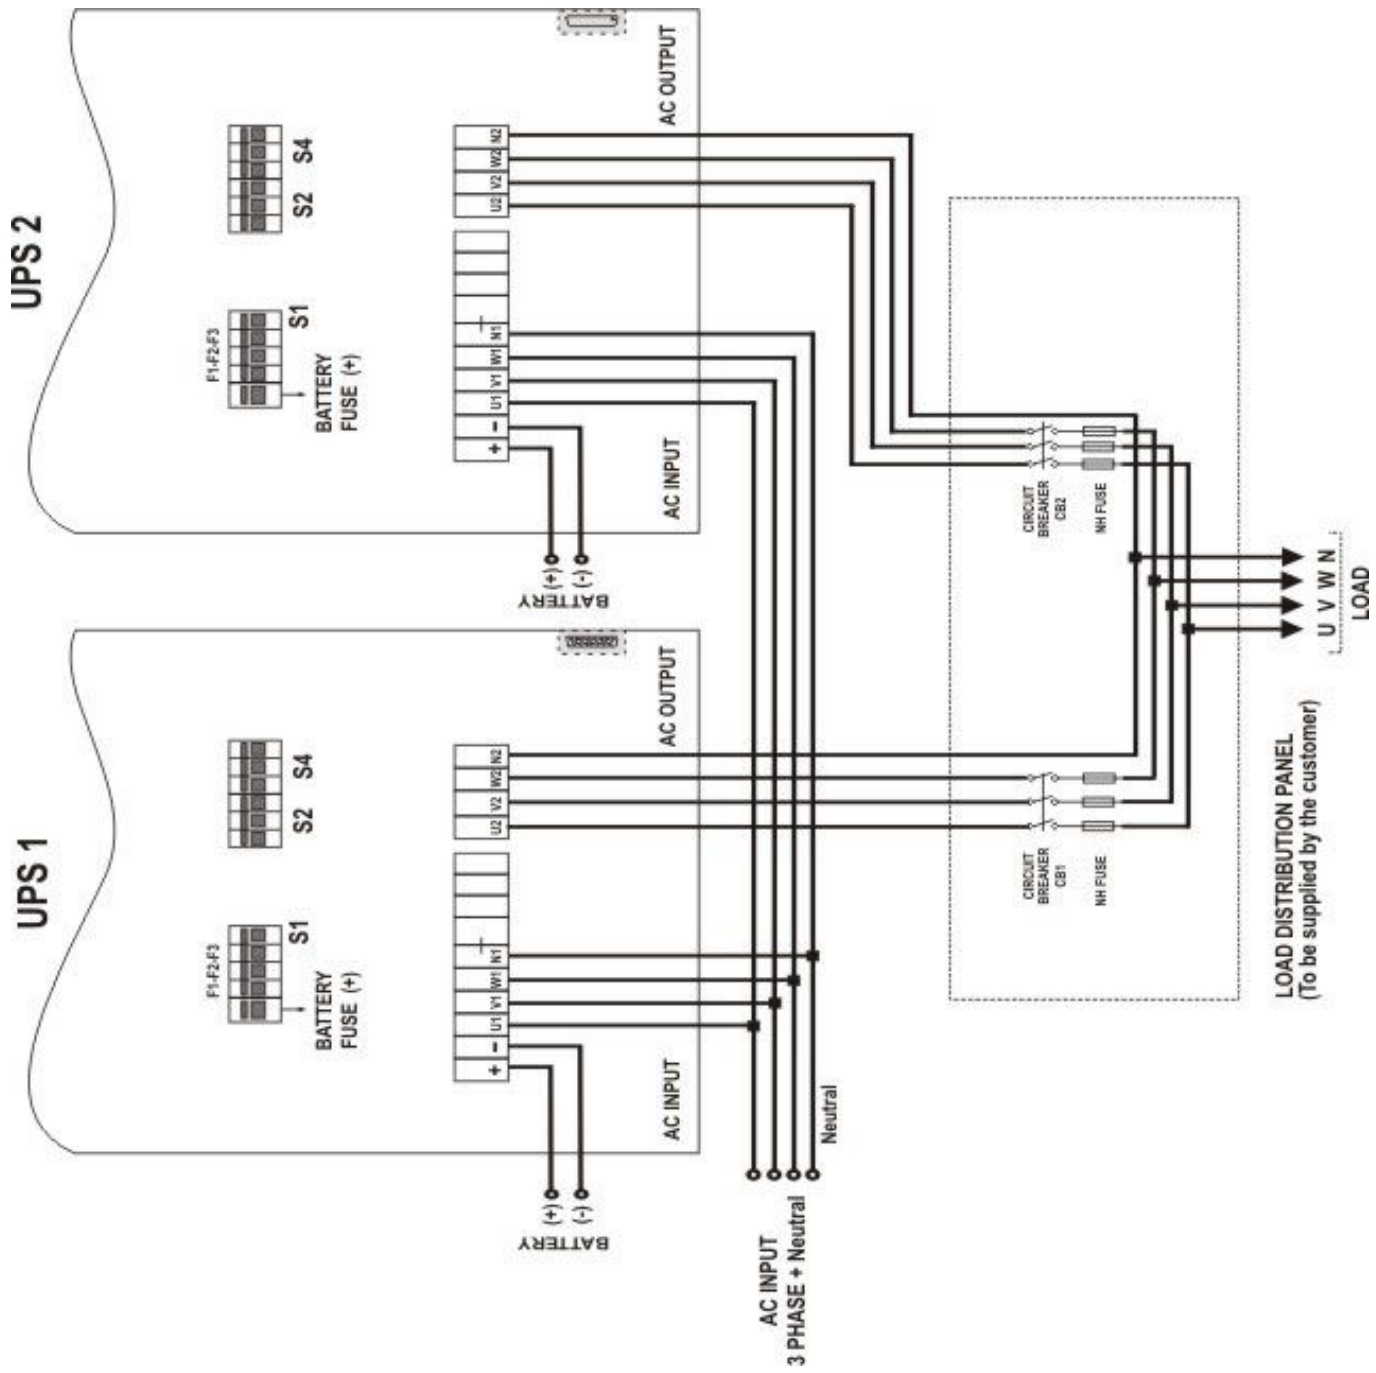 UPS 1
F1-F2-F3
S1
BATTERY
FUSE (+)
S2
S4
+
-
U1
V1
W1
N1
U2
V2
W2
N2
AC INPUT
AC OUTPUT
BATTERY
(+)
(-)
UPS 2
F1-F2-F3
S1
BATTERY
FUSE (+)
S2
S4
+
-
U1
V1
W1
N1
U2
V2
W2
N2
AC INPUT
AC OUTPUT
BATTERY
(+)
(-)
AC INPUT
3 PHASE + Neutral
Neutral
CIRCUIT
BREAKER
CB1
NH FUSE
CIRCUIT
BREAKER
CB2
NH FUSE
LOAD DISTRIBUTION PANEL
(To be supplied by the customer)
U V W N
LOAD